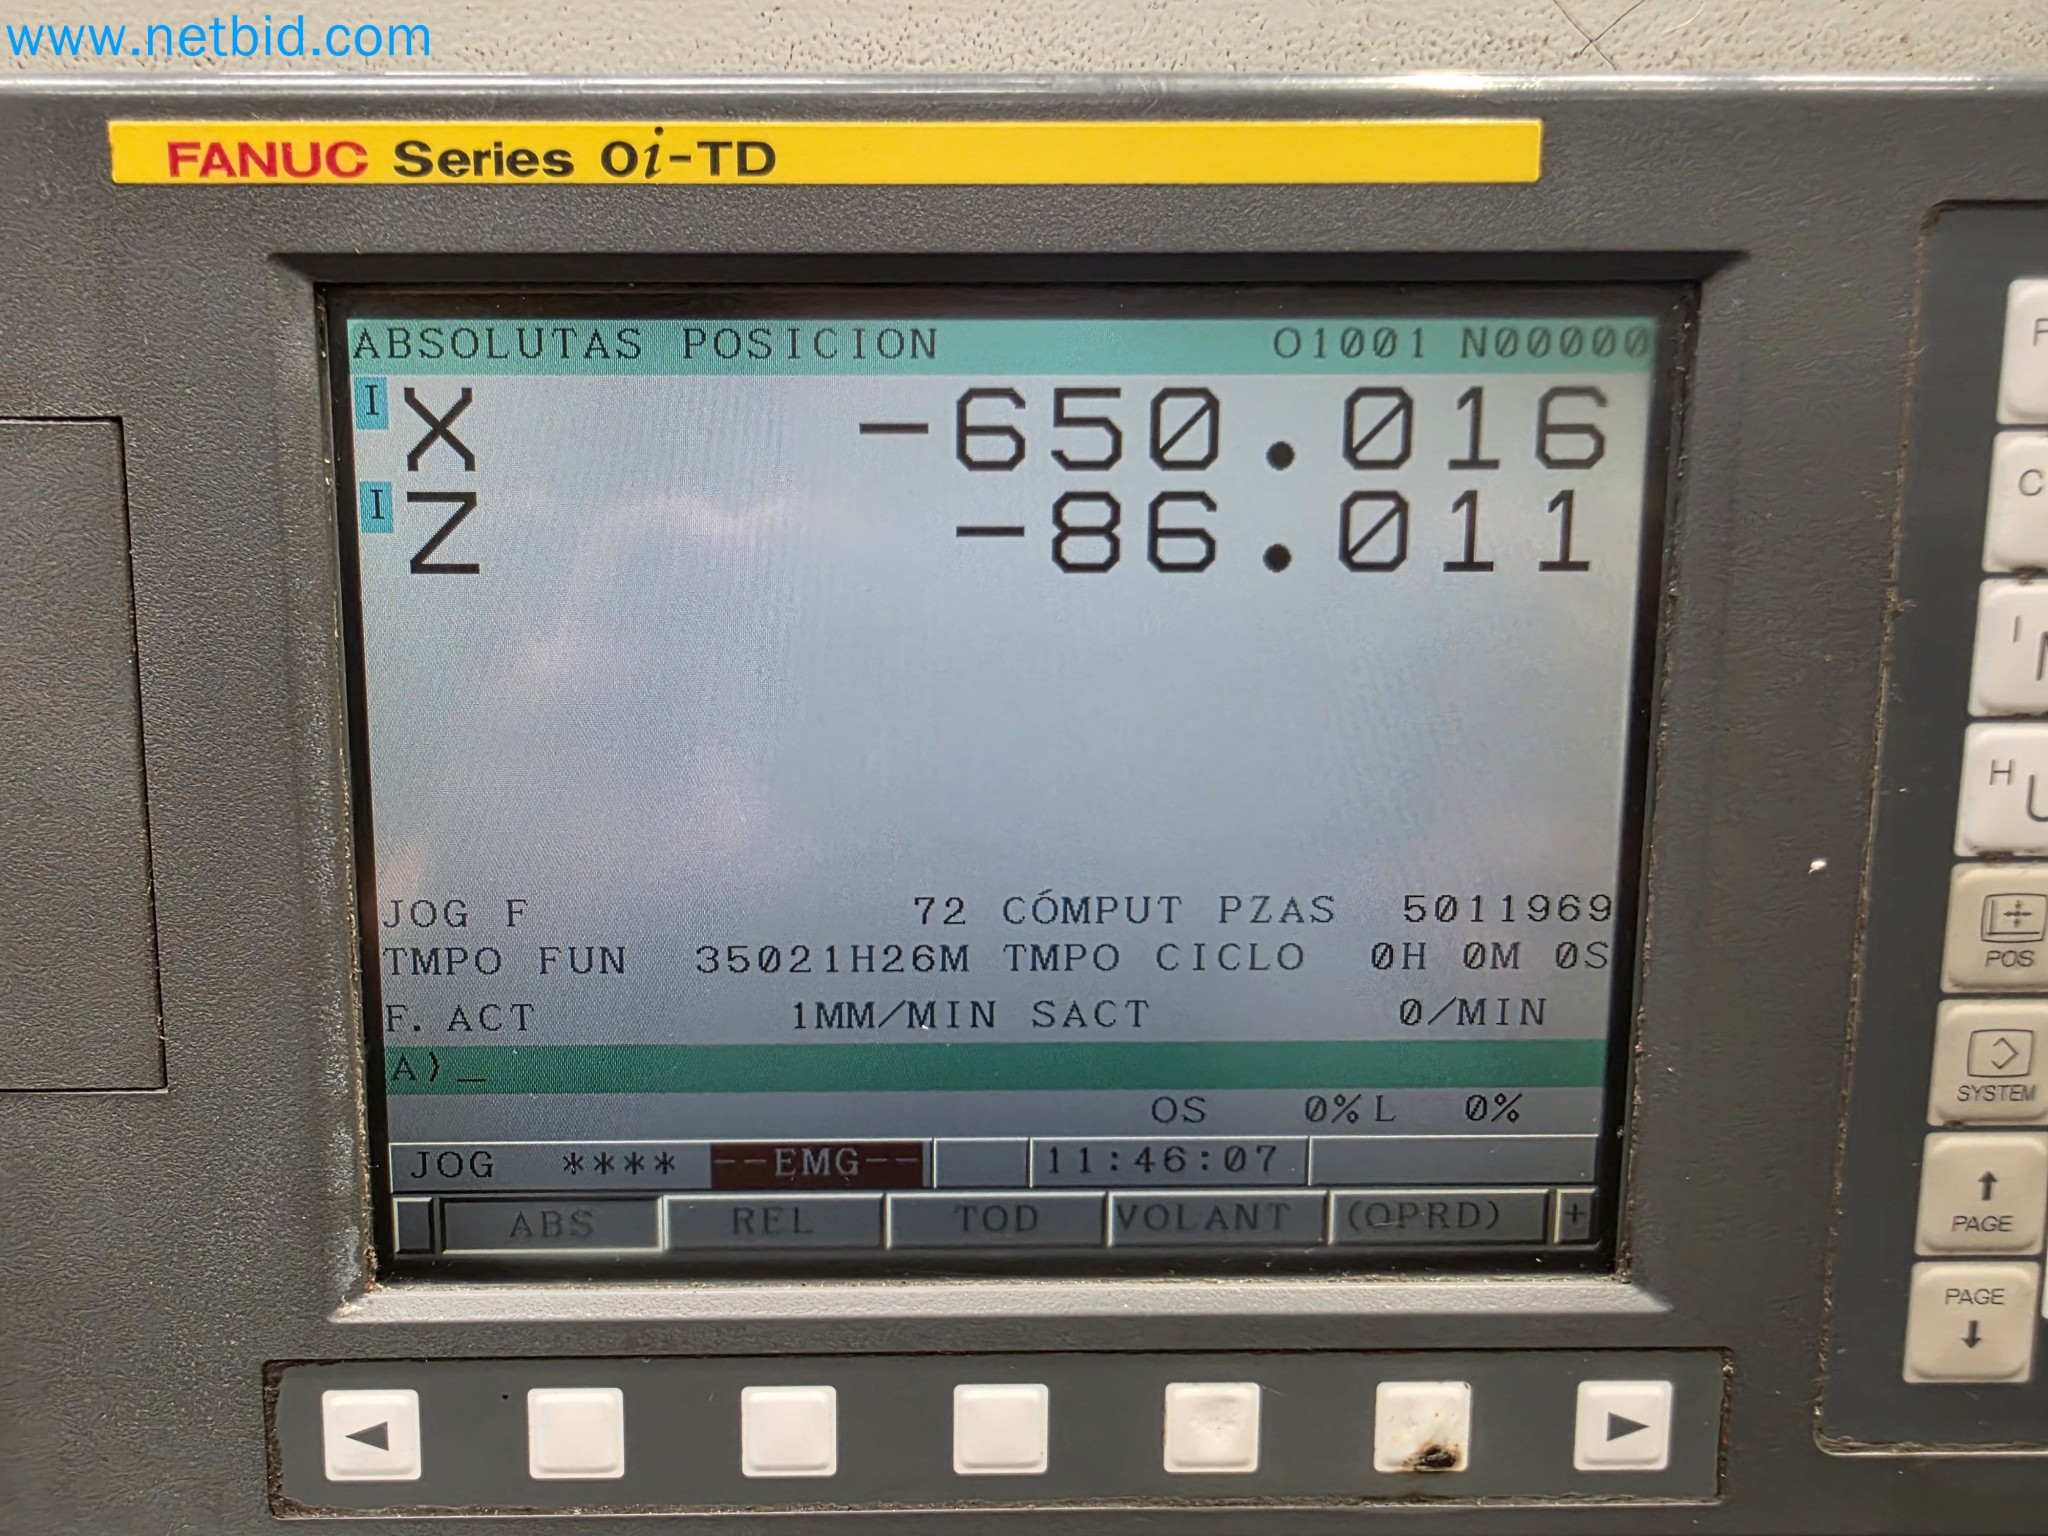 www.netbid.com
FANUC Series 0i-TD
ABSOLUTAS POSICION O1001 N00000
I X -650.016
I Z -86.011
JOG F 72 CÓMPUT PZAS 5011969
TMPO FUN 35021H26M TMPO CICLO 0H 0M 0S
F. ACT 1MM/MIN SACT 0/MIN
A)_
OS 0% L 0%
JOG **** --EMG-- 11:46:07
ABS REL TOD VOLANT (OPRD) +
C
I
H U
POS
SYSTEM
↑
PAGE
PAGE
↓